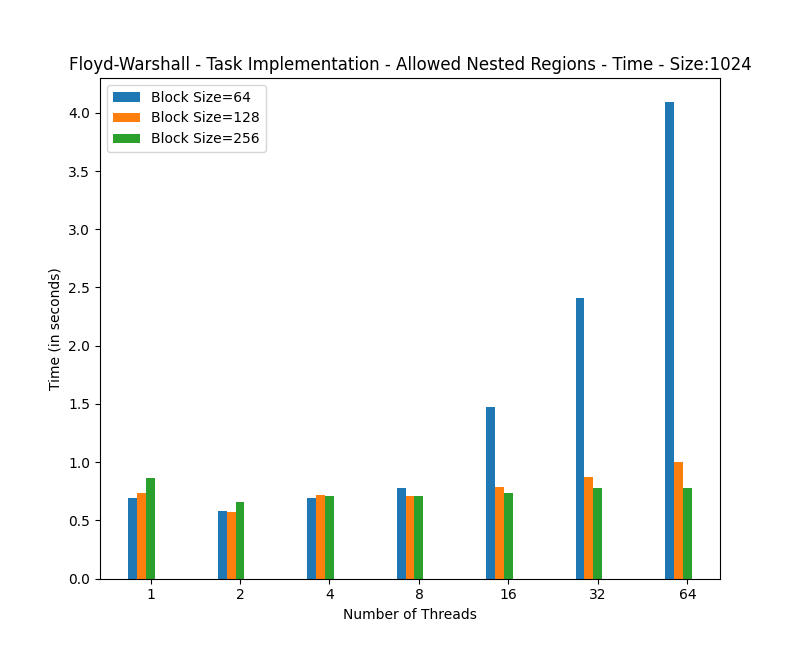 Floyd-Warshall - Task Implementation - Allowed Nested Regions - Time - Size:1024
Block Size=64
Block Size=128
Block Size=256
4.0
3.5
3.0
2.5
2.0
1.5
1.0
0.5
0.0
Time (in seconds)
1 2 4 8 16 32 64
Number of Threads